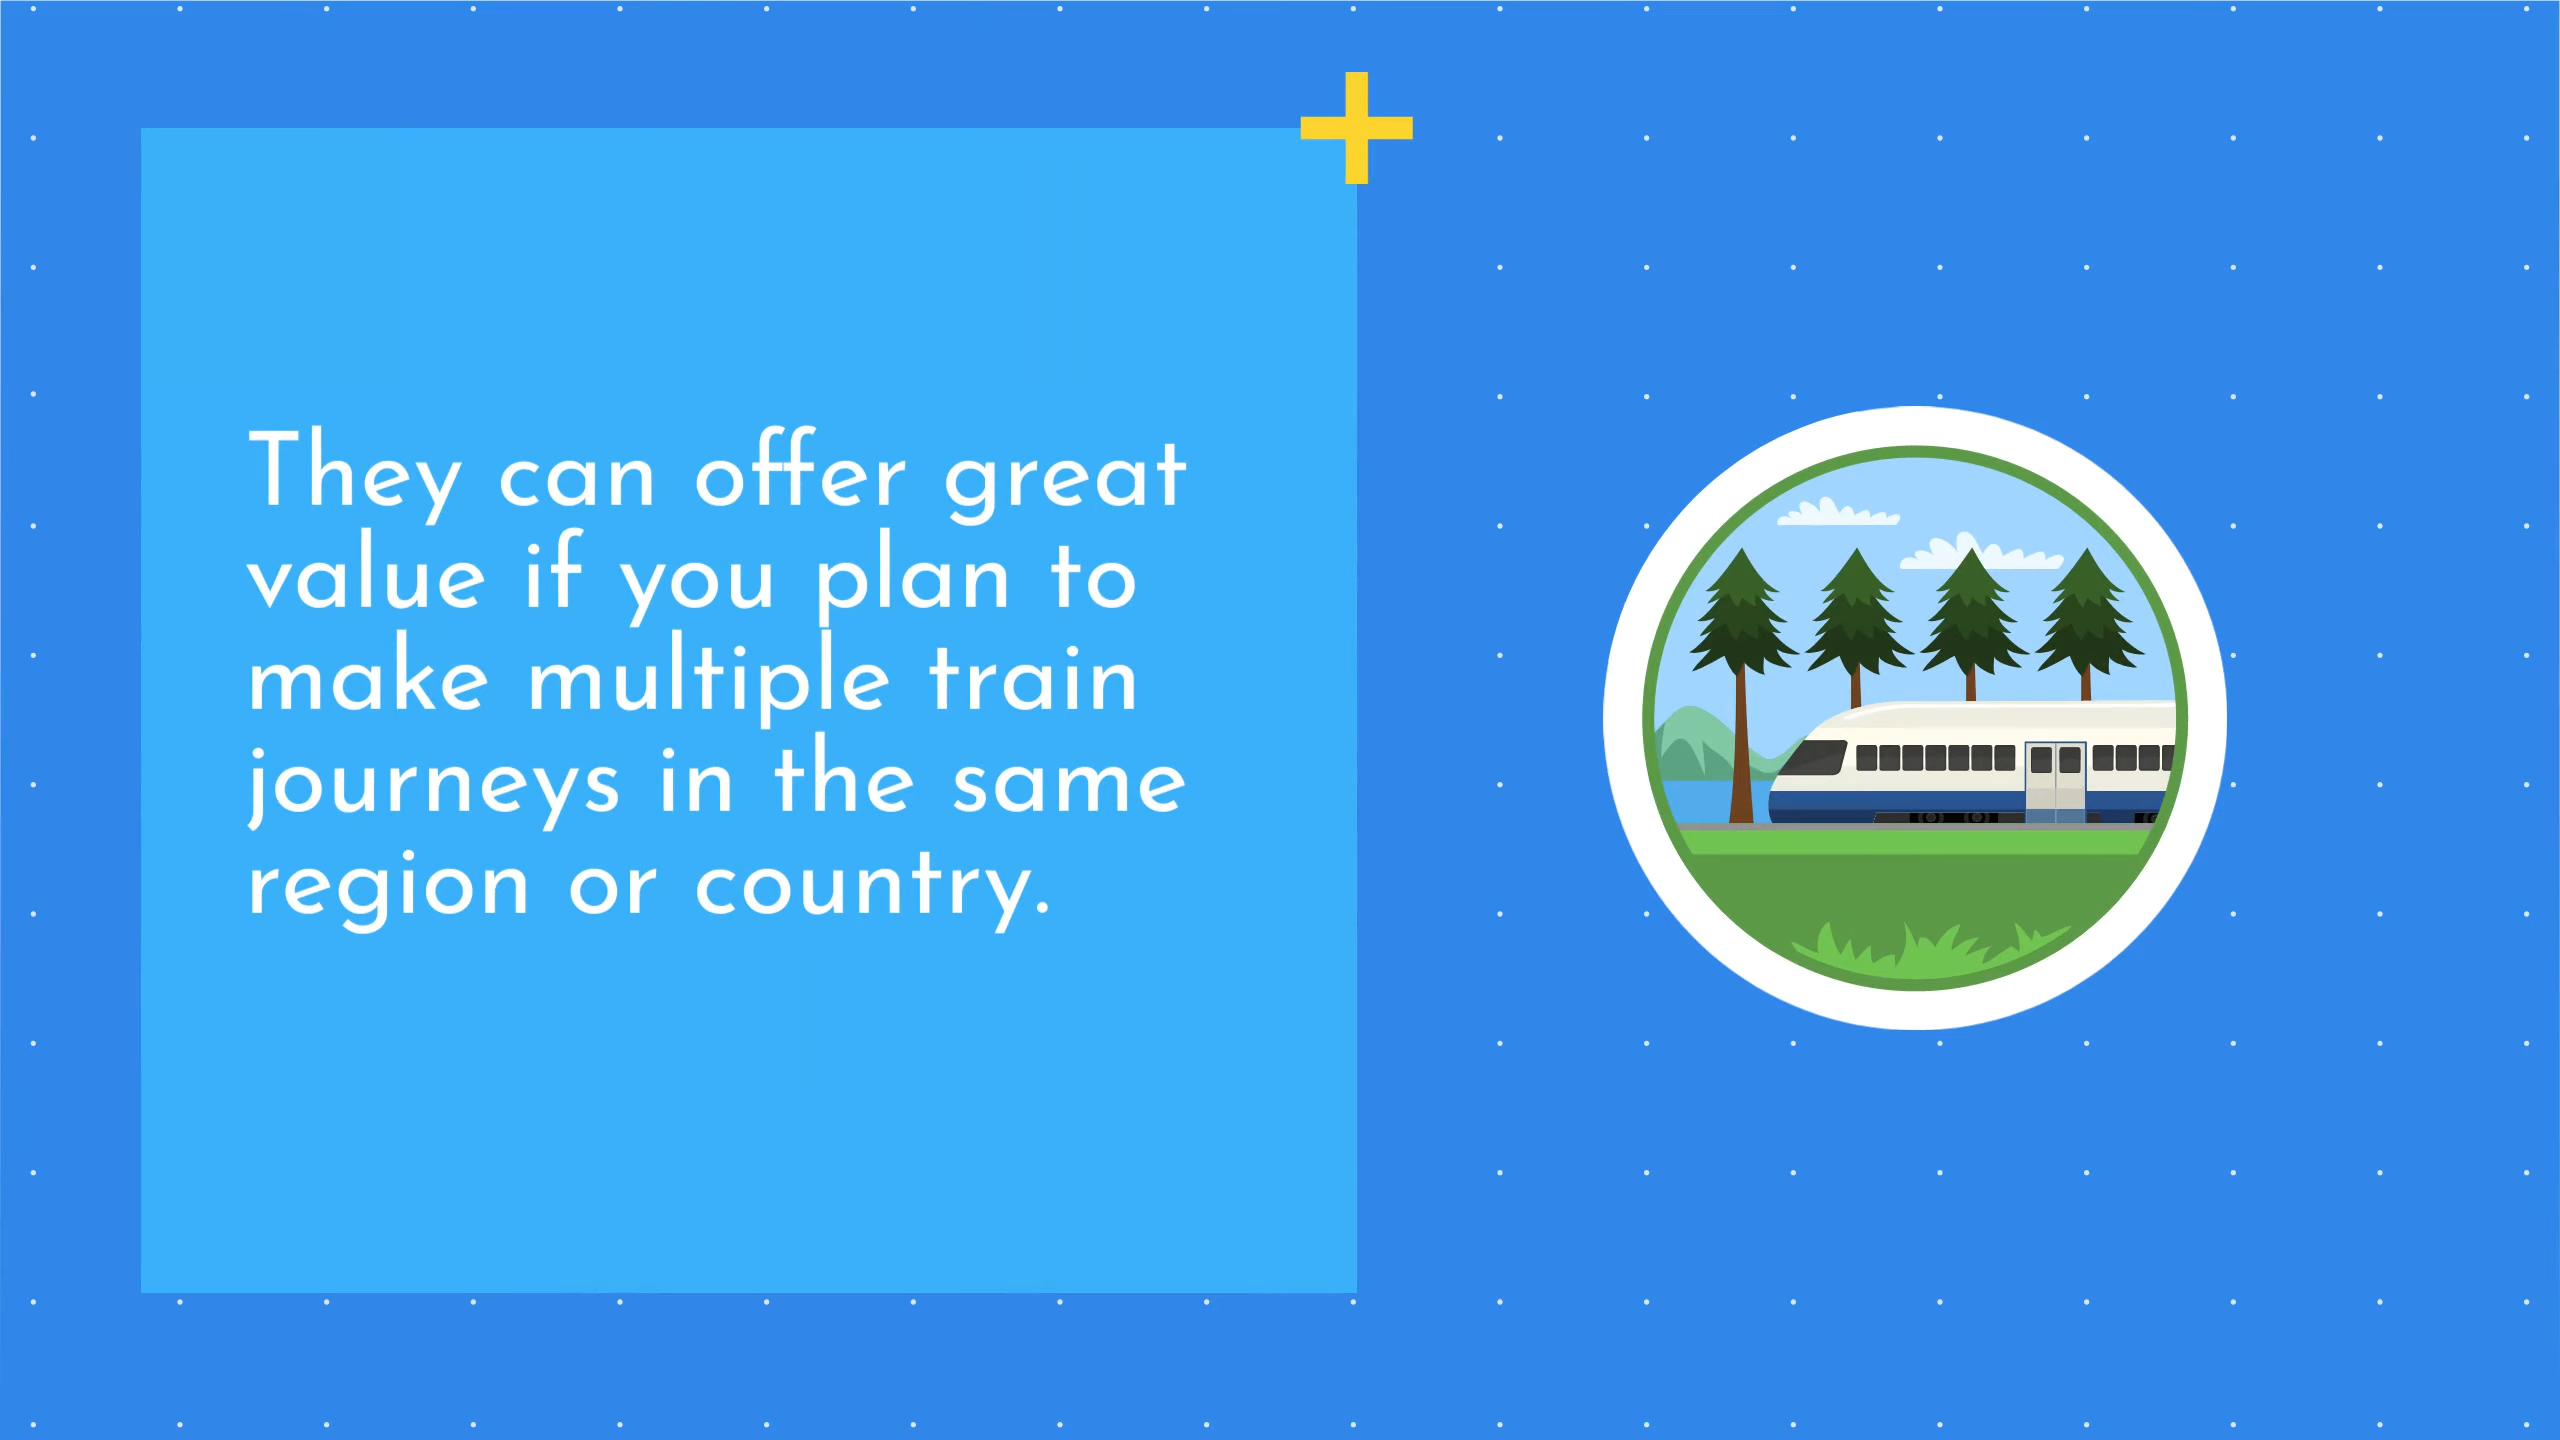 They can offer great
value if you plan to
make multiple train
journeys in the same
region or country.